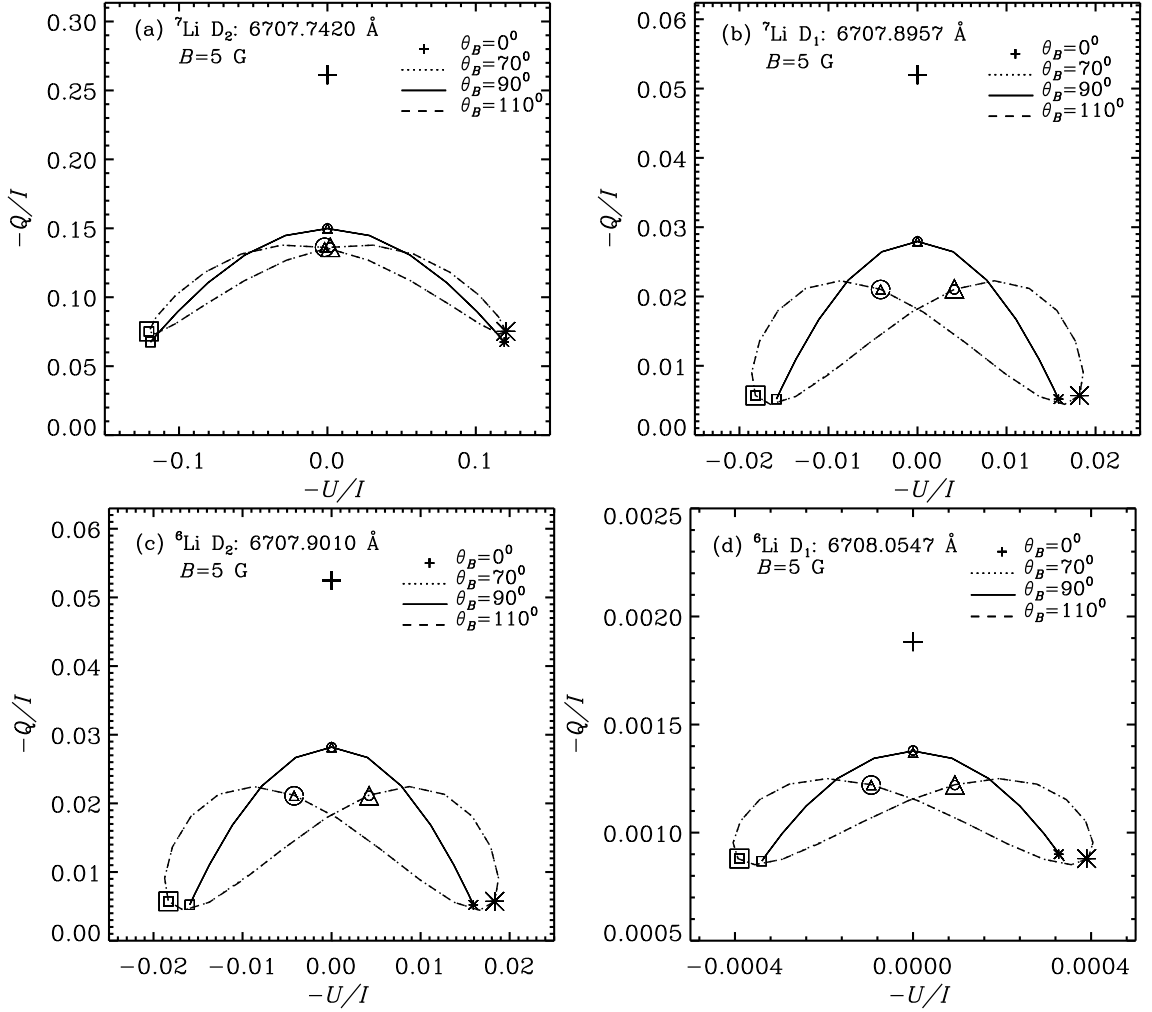 (a) ⁷Li D₂: 6707.7420 Å
B=5 G
θ_B=0⁰
θ_B=70⁰
θ_B=90⁰
θ_B=110⁰
0.30
0.25
0.20
0.15
0.10
0.05
0.00
−Q/I
−0.1
0.0
0.1
−U/I
(b) ⁷Li D₁: 6707.8957 Å
B=5 G
θ_B=0⁰
θ_B=70⁰
θ_B=90⁰
θ_B=110⁰
0.06
0.05
0.04
0.03
0.02
0.01
0.00
−Q/I
−0.02
−0.01
0.00
0.01
0.02
−U/I
(c) ⁶Li D₂: 6707.9010 Å
B=5 G
θ_B=0⁰
θ_B=70⁰
θ_B=90⁰
θ_B=110⁰
0.06
0.05
0.04
0.03
0.02
0.01
0.00
−Q/I
−0.02
−0.01
0.00
0.01
0.02
−U/I
(d) ⁶Li D₁: 6708.0547 Å
B=5 G
θ_B=0⁰
θ_B=70⁰
θ_B=90⁰
θ_B=110⁰
0.0025
0.0020
0.0015
0.0010
0.0005
−Q/I
−0.0004
0.0000
0.0004
−U/I